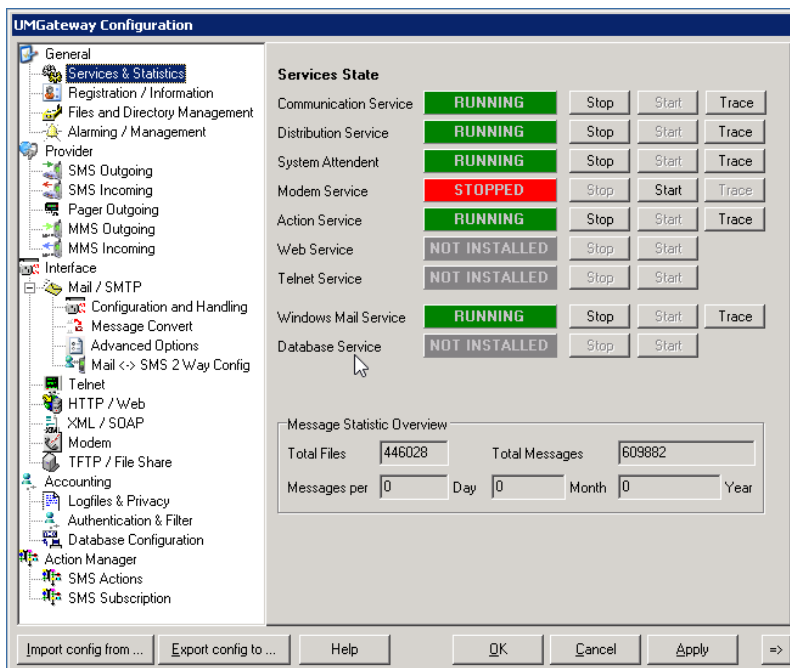 UMGateway Configuration
General
Services & Statistics
Registration / Information
Files and Directory Management
Alarming / Management
Provider
SMS Outgoing
SMS Incoming
Pager Outgoing
MMS Outgoing
MMS Incoming
Interface
Mail / SMTP
Configuration and Handling
Message Convert
Advanced Options
Mail <-> SMS 2 Way Config
Telnet
HTTP / Web
XML / SOAP
Modem
TFTP / File Share
Accounting
Logfiles & Privacy
Authentication & Filter
Database Configuration
Action Manager
SMS Actions
SMS Subscription
Services State
Communication Service RUNNING Stop Start Trace
Distribution Service RUNNING Stop Start Trace
System Attendent RUNNING Stop Start Trace
Modem Service STOPPED Stop Start Trace
Action Service RUNNING Stop Start Trace
Web Service NOT INSTALLED Stop Start
Telnet Service NOT INSTALLED Stop Start
Windows Mail Service RUNNING Stop Start Trace
Database Service NOT INSTALLED Stop Start
Message Statistic Overview
Total Files 446028 Total Messages 609882
Messages per 0 Day 0 Month 0 Year
Import config from ... Export config to ... Help OK Cancel Apply =>